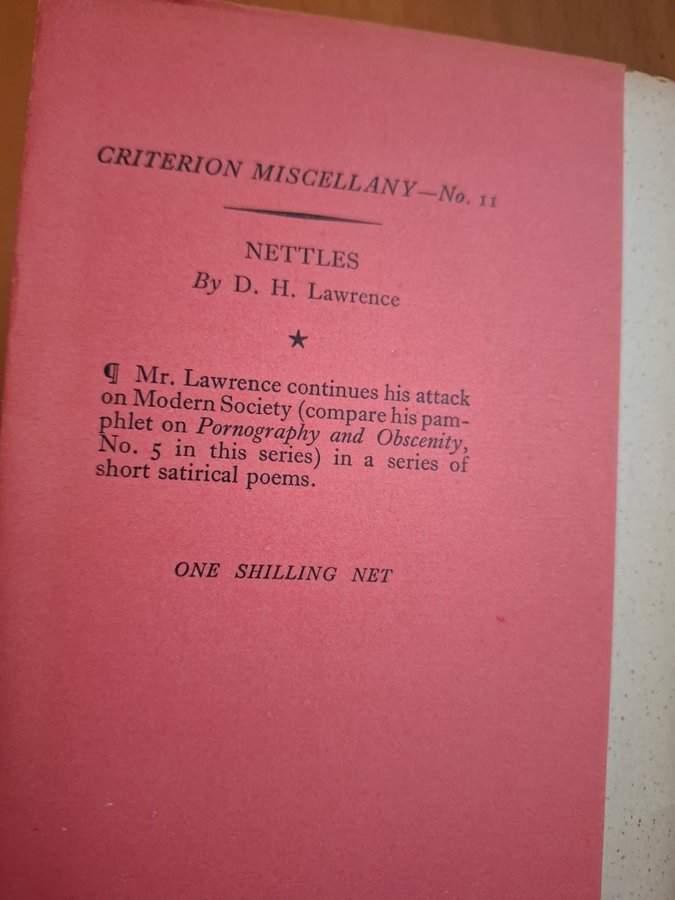 CRITERION MISCELLANY—No. 11
NETTLES
By D. H. Lawrence
★
¶ Mr. Lawrence continues his attack
on Modern Society (compare his pam-
phlet on Pornography and Obscenity,
No. 5 in this series) in a series of
short satirical poems.
ONE SHILLING NET